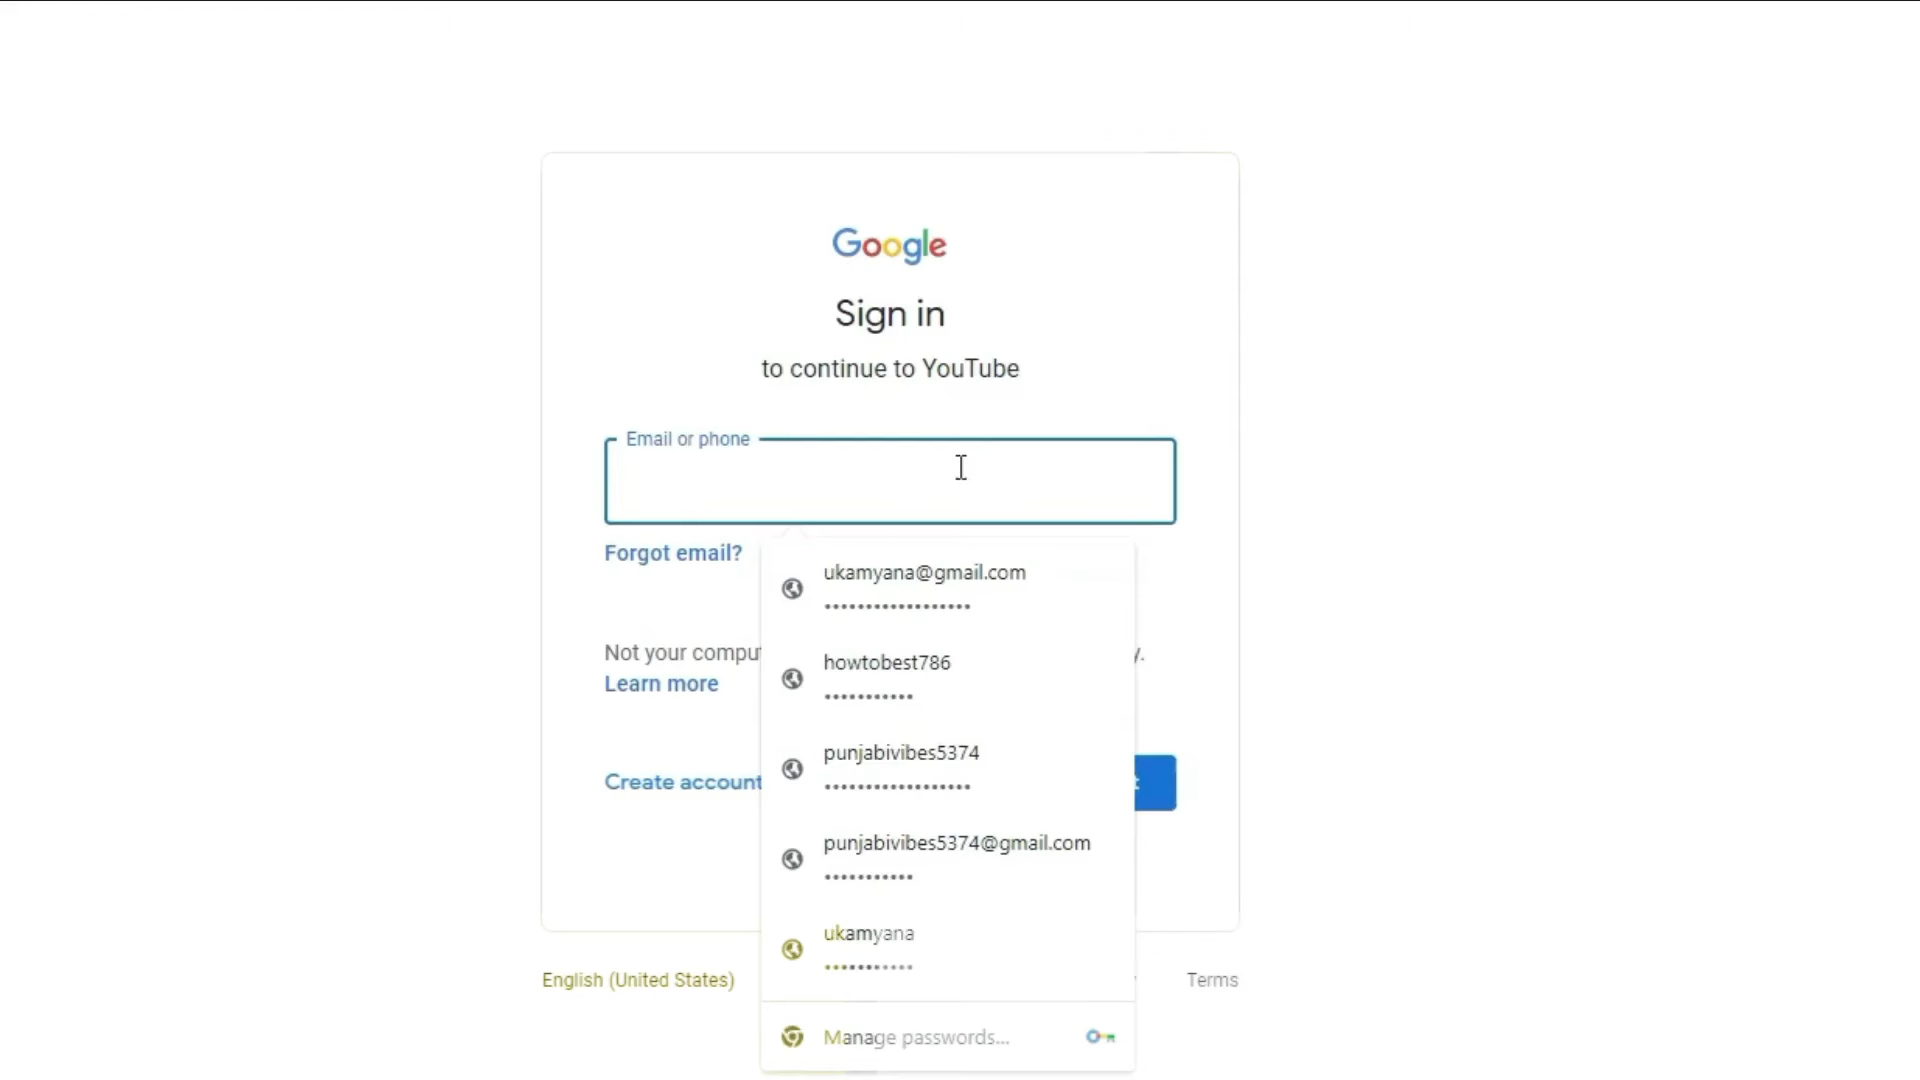 Google
Sign in
to continue to YouTube
Email or phone
Forgot email?
ukamyana@gmail.com
••••••••••••••••••
howtobest786
•••••••••••
Not your
Learn more
punjabivibes5374
••••••••••••••••••
Create account
punjabivibes5374@gmail.com
•••••••••••
ukamyana
•••••••••••
English (United States)
Terms
Manage passwords...